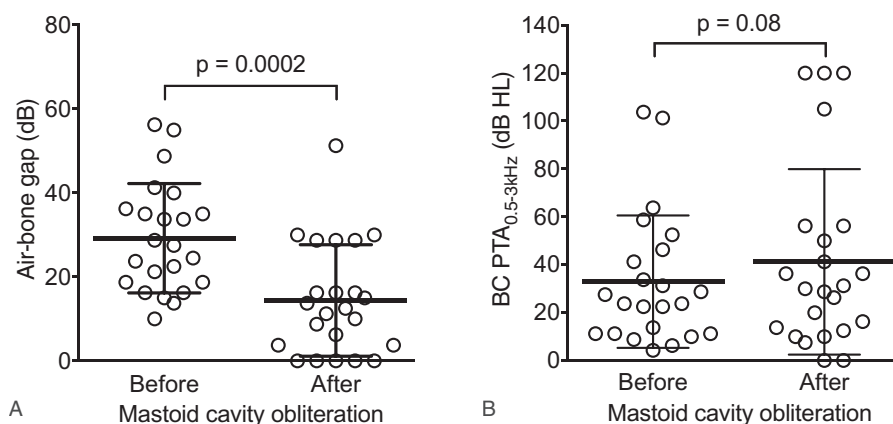 80
60
40
20
0
Air-bone gap (dB)
p = 0.0002
Before After
Mastoid cavity obliteration
A
140
120
100
80
60
40
20
0
BC PTA0.5-3kHz (dB HL)
p = 0.08
Before After
Mastoid cavity obliteration
B